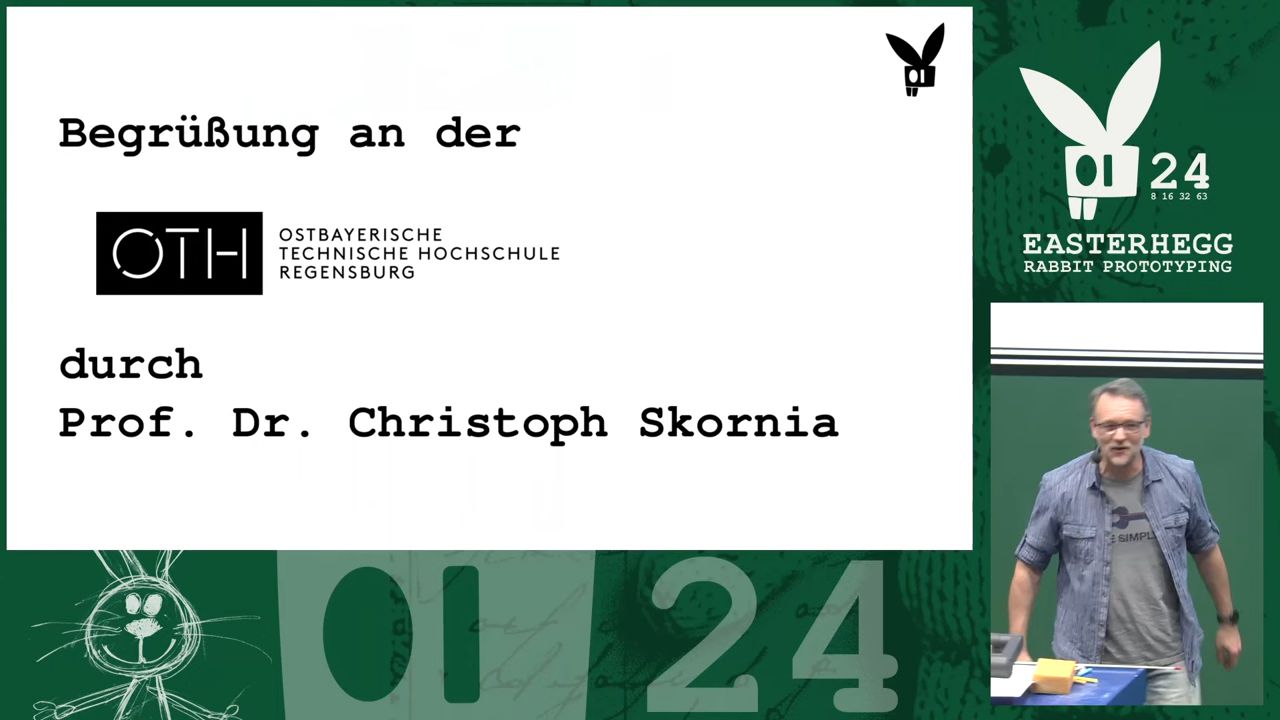 Begrüßung an der
OTH
OSTBAYERISCHE
TECHNISCHE HOCHSCHULE
REGENSBURG
durch
Prof. Dr. Christoph Skornia
24
8 16 32 63
EASTERHEGG
RABBIT PROTOTYPING
E SIMPL
24